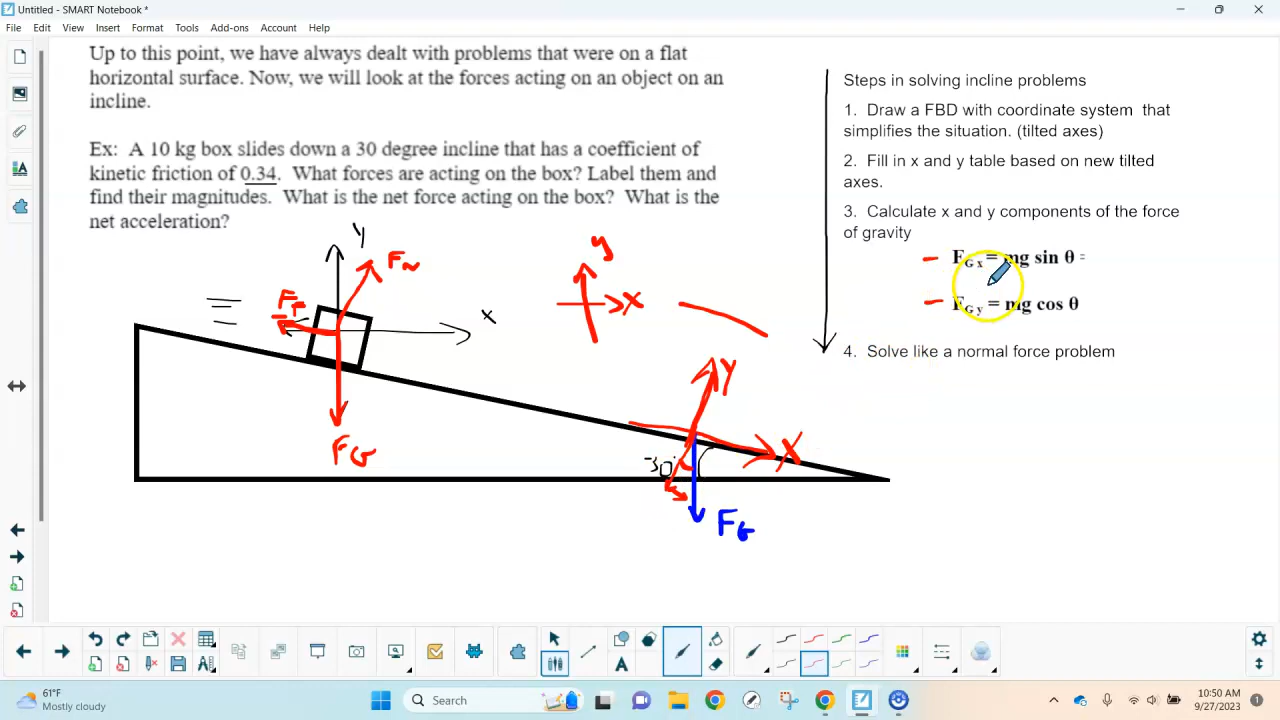 Untitled - SMART Notebook *
File Edit View Insert Format Tools Add-ons Account Help
Up to this point, we have always dealt with problems that were on a flat
horizontal surface. Now, we will look at the forces acting on an object on an
incline.
Ex: A 10 kg box slides down a 30 degree incline that has a coefficient of
kinetic friction of 0.34. What forces are acting on the box? Label them and
find their magnitudes. What is the net force acting on the box? What is the
net acceleration?
Steps in solving incline problems
1. Draw a FBD with coordinate system that
simplifies the situation. (tilted axes)
2. Fill in x and y table based on new tilted
axes.
3. Calculate x and y components of the force
of gravity
F G x = mg sin θ =
F G y = mg cos θ
4. Solve like a normal force problem
y
FN
y
FF
x
x
y
FG
x
30°
FG
61°F
Mostly cloudy
Search
10:50 AM
9/27/2023